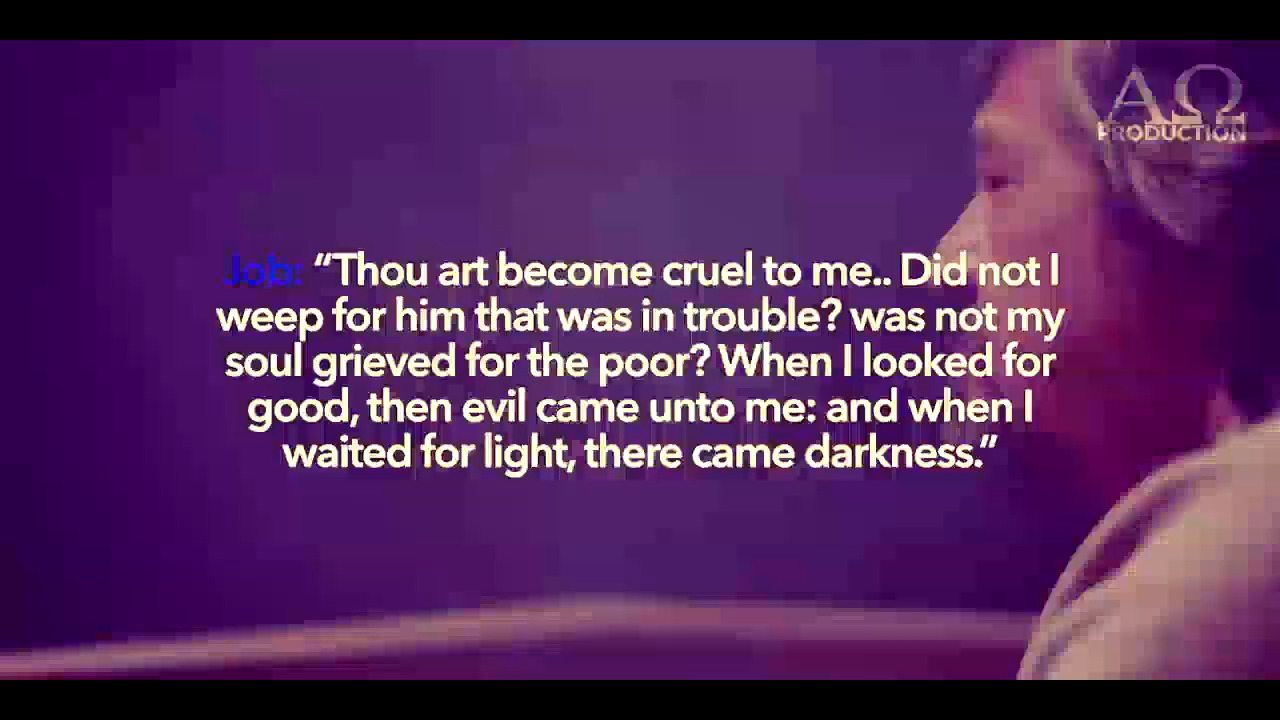 ΑΩ
PRODUCTION
Job: “Thou art become cruel to me.. Did not I
weep for him that was in trouble? was not my
soul grieved for the poor? When I looked for
good, then evil came unto me: and when I
waited for light, there came darkness.”